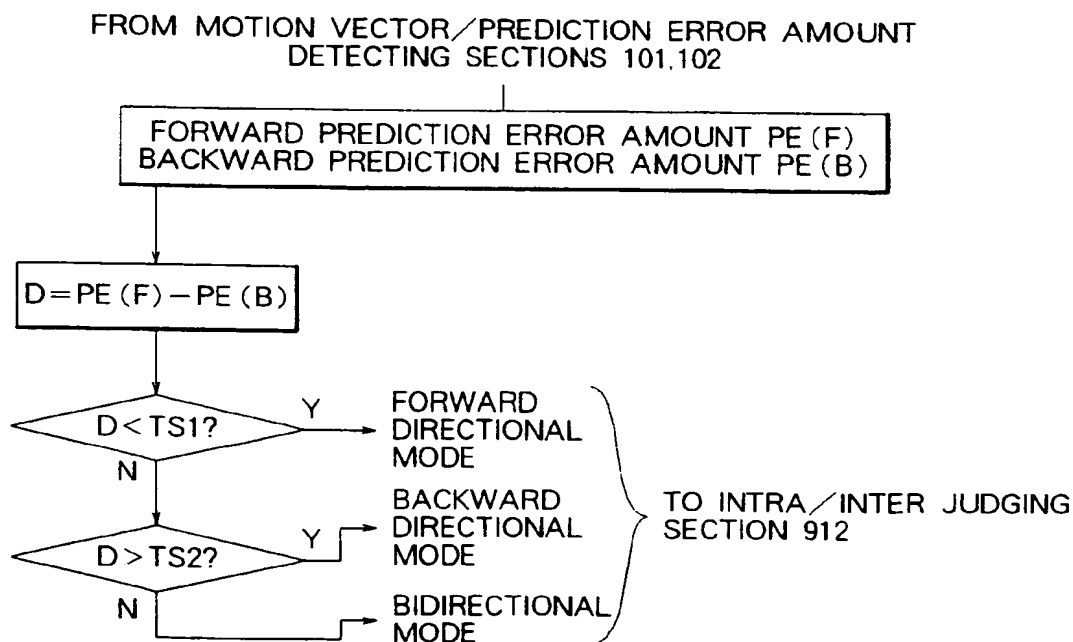 FROM MOTION VECTOR/PREDICTION ERROR AMOUNT
DETECTING SECTIONS 101,102
FORWARD PREDICTION ERROR AMOUNT PE(F)
BACKWARD PREDICTION ERROR AMOUNT PE(B)
D=PE(F)-PE(B)
D<TS1?
Y
N
FORWARD
DIRECTIONAL
MODE
D>TS2?
Y
N
BACKWARD
DIRECTIONAL
MODE
BIDIRECTIONAL
MODE
TO INTRA/INTER JUDGING
SECTION 912